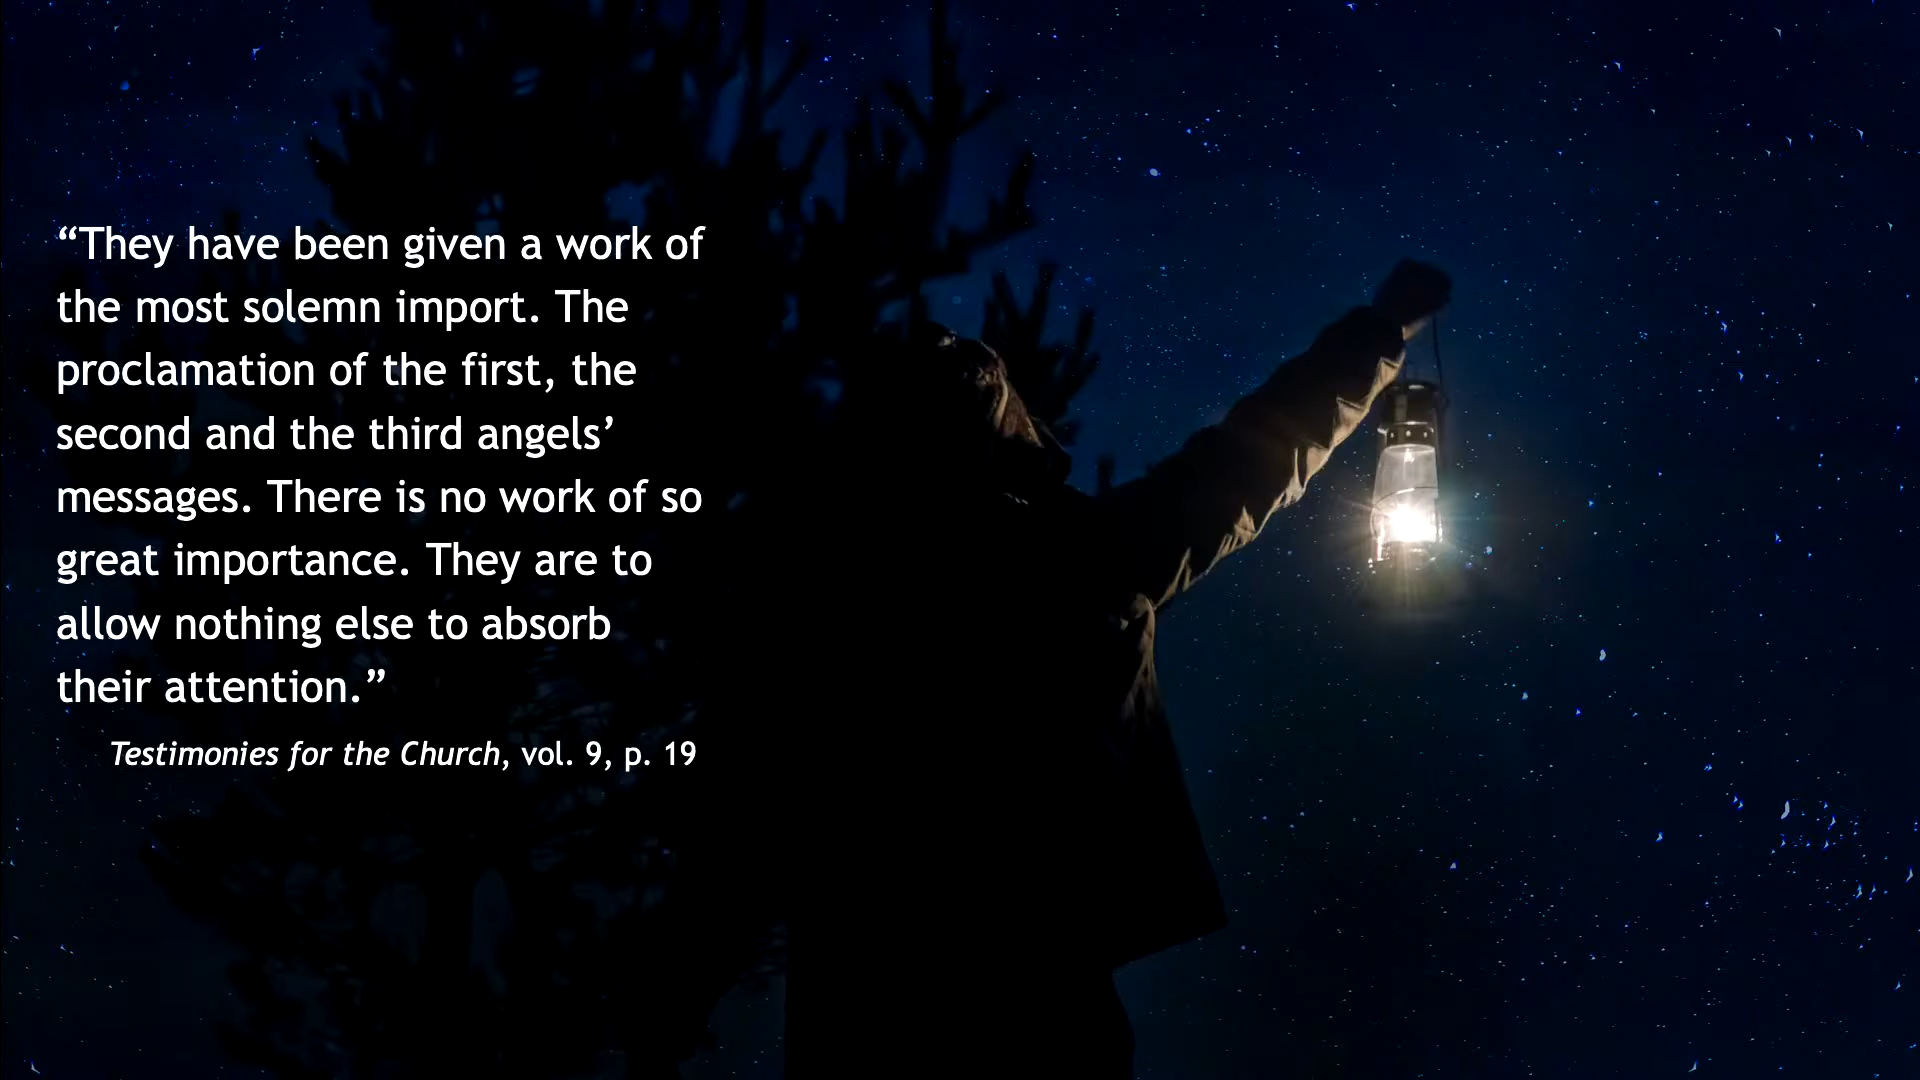 “They have been given a work of
the most solemn import. The
proclamation of the first, the
second and the third angels’
messages. There is no work of so
great importance. They are to
allow nothing else to absorb
their attention.”
Testimonies for the Church, vol. 9, p. 19